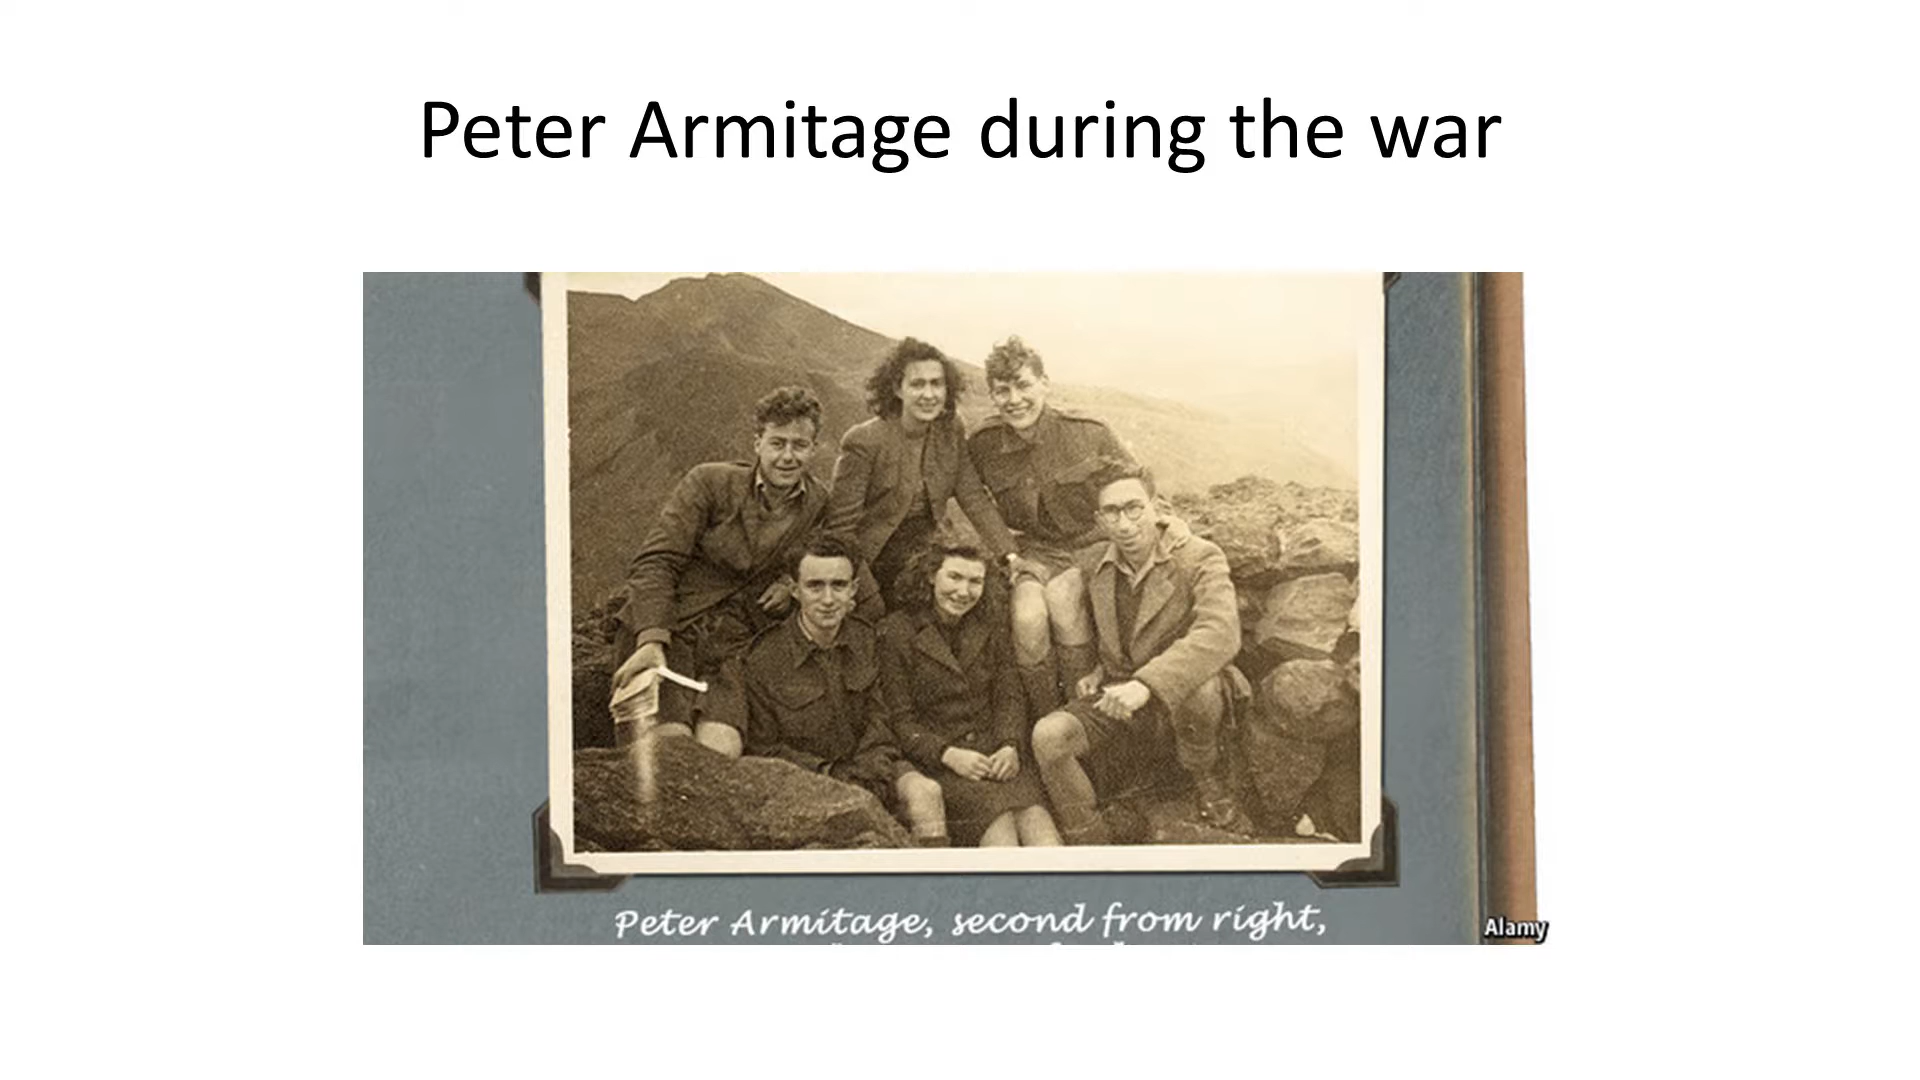 Peter Armitage during the war
Peter Armitage, second from right,
Alamy